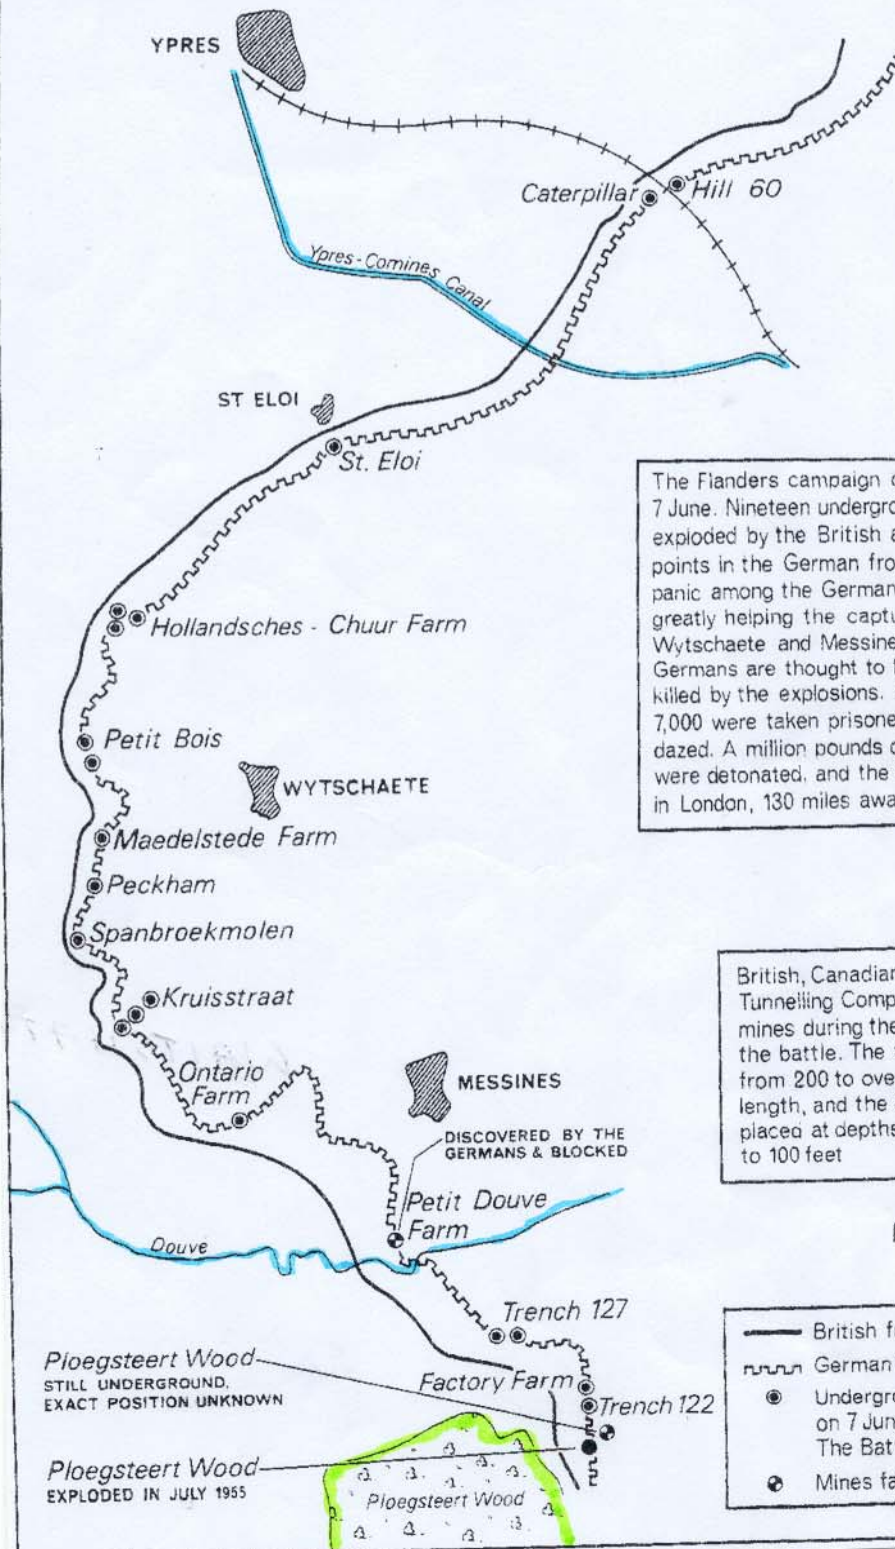 YPRES
Caterpillar
Hill 60
Ypres-Comines Canal
ST ELOI
St. Eloi
The Flanders campaign
7 June. Nineteen undergro
exploded by the British a
points in the German fro
panic among the German
greatly helping the captu
Wytschaete and Messine
Germans are thought to
killed by the explosions.
7,000 were taken prisone
dazed. A million pounds o
were detonated, and the
in London, 130 miles awa
Hollandsches - Chuur Farm
Petit Bois
WYTSCHAETE
Maedelstede Farm
Peckham
Spanbroekmolen
Kruisstraat
British, Canadian
Tunnelling Comp
mines during the
the battle. The
from 200 to over
length, and the
placed at depths
to 100 feet
Ontario
Farm
MESSINES
DISCOVERED BY THE
GERMANS & BLOCKED
Petit Douve
Farm
Douve
Trench 127
Ploegsteert Wood
STILL UNDERGROUND,
EXACT POSITION UNKNOWN
Factory Farm
Trench 122
Ploegsteert Wood
EXPLODED IN JULY 1955
Ploegsteert Wood
British f
German
Undergro
on 7 Jun
The Bat
Mines fa